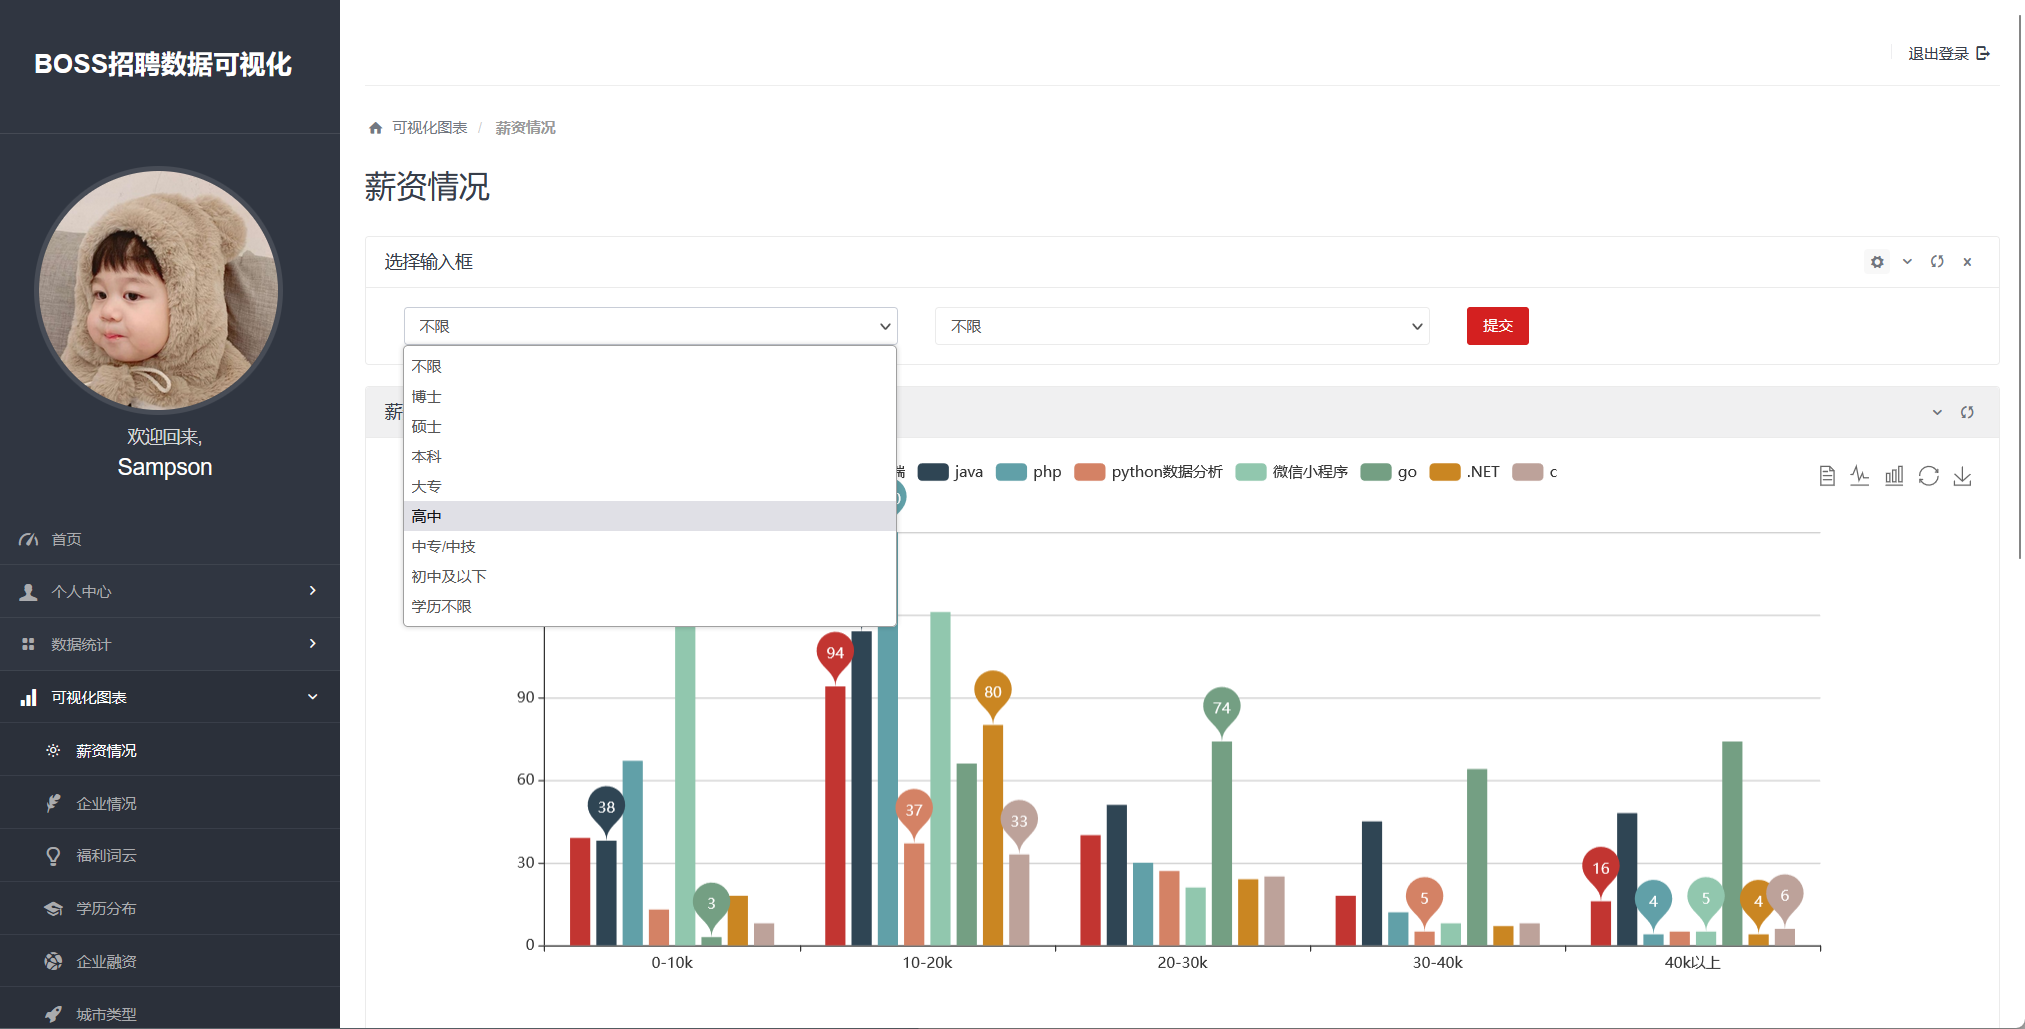 BOSS招聘数据可视化
退出登录
可视化图表 / 薪资情况
薪资情况
选择输入框
不限
不限
提交
不限
博士
硕士
本科
大专
高中
中专/中技
初中及以下
学历不限
薪
java
php
python数据分析
微信小程序
go
.NET
c
欢迎回来,
Sampson
首页
个人中心
数据统计
可视化图表
薪资情况
企业情况
福利词云
学历分布
企业融资
城市类型
90
60
30
0
38
3
94
37
80
33
74
5
16
4
5
4
6
0-10k
10-20k
20-30k
30-40k
40k以上